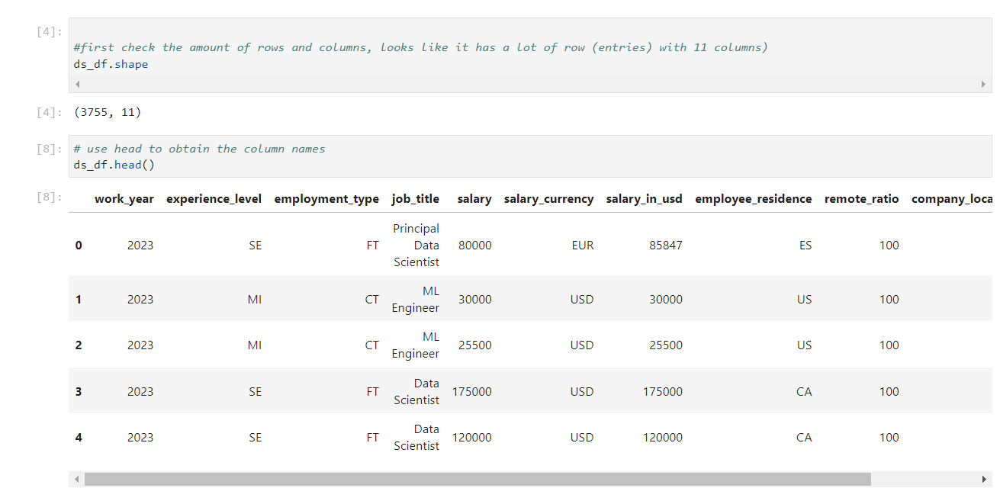 [4]:
#first check the amount of rows and columns, looks like it has a lot of row (entries) with 11 columns)
ds_df.shape
[4]: (3755, 11)
[8]: # use head to obtain the column names
ds_df.head()
[8]:
work_year experience_level employment_type job_title salary salary_currency salary_in_usd employee_residence remote_ratio company_loca
0 2023 SE FT Principal Data Scientist 80000 EUR 85847 ES 100
1 2023 MI CT ML Engineer 30000 USD 30000 US 100
2 2023 MI CT ML Engineer 25500 USD 25500 US 100
3 2023 SE FT Data Scientist 175000 USD 175000 CA 100
4 2023 SE FT Data Scientist 120000 USD 120000 CA 100